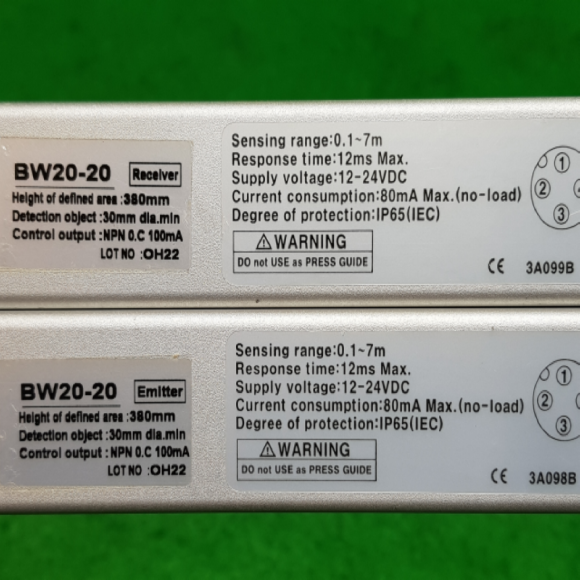 BW20-20 Receiver
Height of defined area :380mm
Detection object :30mm dia.min
Control output :NPN O.C 100mA
LOT NO :OH22
Sensing range:0.1~7m
Response time:12ms Max.
Supply voltage:12-24VDC
Current consumption:80mA Max.(no-load)
Degree of protection:IP65(IEC)
⚠WARNING
DO not USE as PRESS GUIDE
CE 3A099B
①
②
③
BW20-20 Emitter
Height of defined area :380mm
Detection object :30mm dia.min
Control output :NPN O.C 100mA
LOT NO :OH22
Sensing range:0.1~7m
Response time:12ms Max.
Supply voltage:12-24VDC
Current consumption:80mA Max.(no-load)
Degree of protection:IP65(IEC)
⚠WARNING
DO not USE as PRESS GUIDE
CE 3A098B
①
②
③